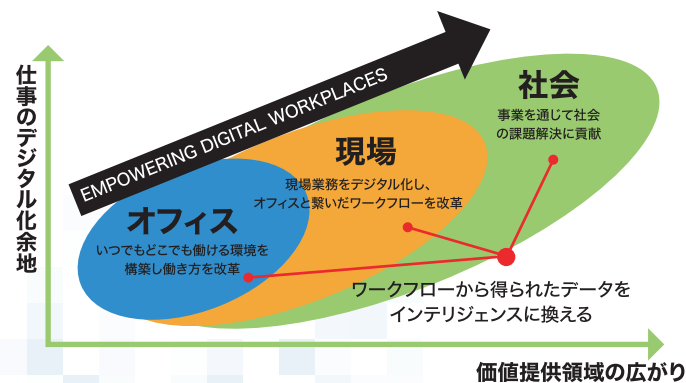 仕事のデジタル化余地
EMPOWERING DIGITAL WORKPLACES
社会
事業を通じて社会
の課題解決に貢献
現場
現場業務をデジタル化し、
オフィスと繋いだワークフローを改革
オフィス
いつでもどこでも働ける環境を
構築し働き方を改革
ワークフローから得られたデータを
インテリジェンスに換える
価値提供領域の広がり